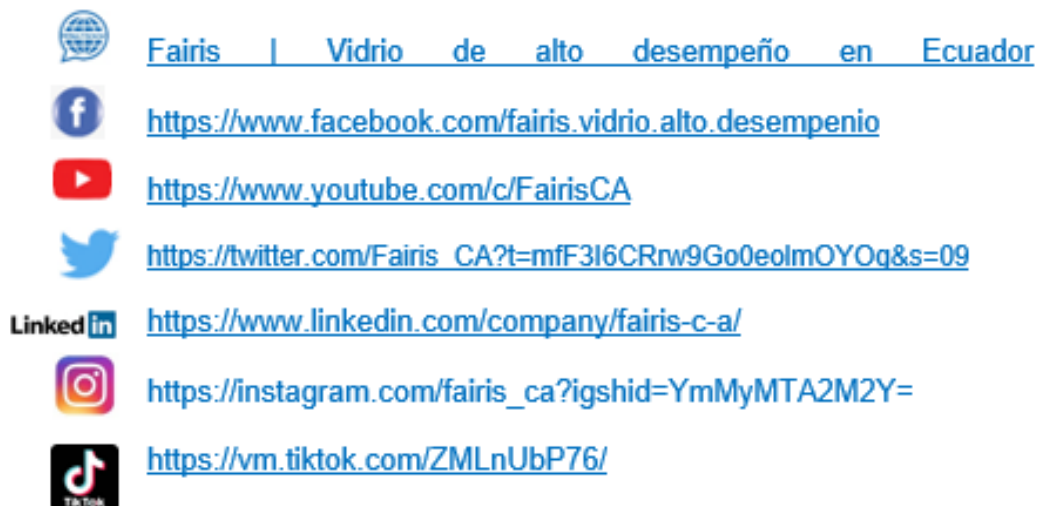 Fairis | Vidrio de alto desempeño en Ecuador
https://www.facebook.com/fairis.vidrio.alto.desempenio
https://www.youtube.com/c/FairisCA
https://twitter.com/Fairis_CA?t=mfF3I6CRrw9Go0eolmOYOq&s=09
Linked in https://www.linkedin.com/company/fairis-c-a/
https://instagram.com/fairis_ca?igshid=YmMyMTA2M2Y=
https://vm.tiktok.com/ZMLnUbP76/
TikTok